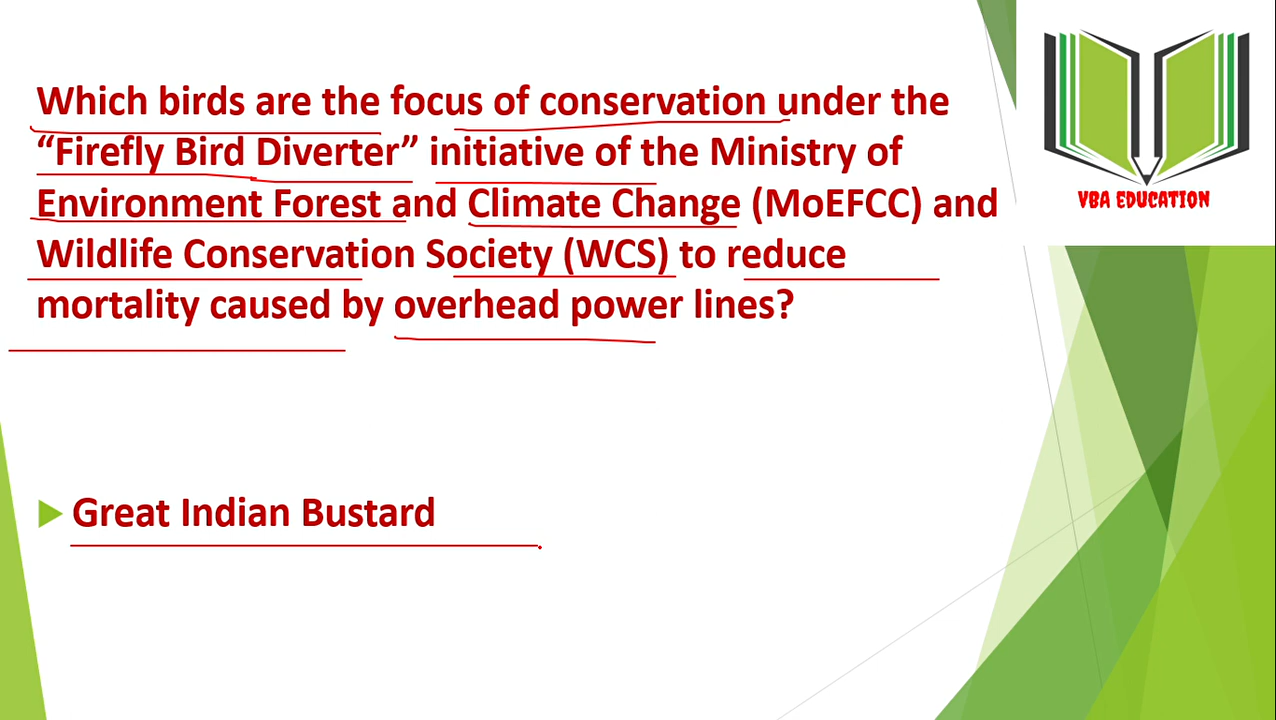 Which birds are the focus of conservation under the
“Firefly Bird Diverter” initiative of the Ministry of
Environment Forest and Climate Change (MoEFCC) and
Wildlife Conservation Society (WCS) to reduce
mortality caused by overhead power lines?
VBA EDUCATION
Great Indian Bustard